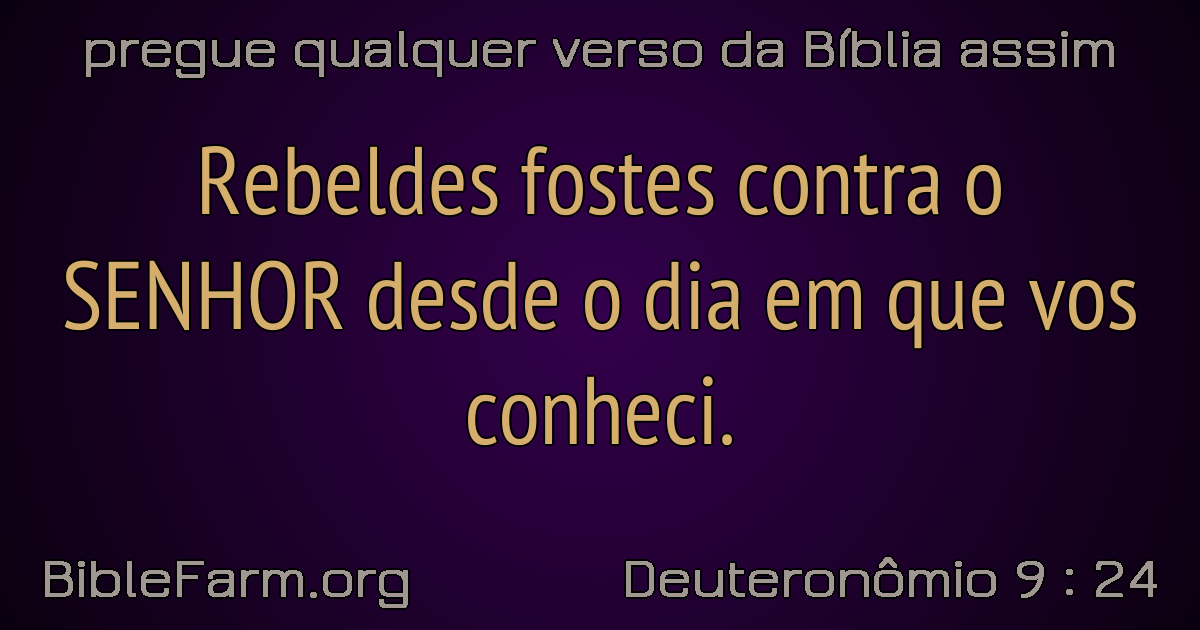 pregue qualquer verso da Bíblia assim
Rebeldes fostes contra o
SENHOR desde o dia em que vos
conheci.
BibleFarm.org
Deuteronômio 9 : 24